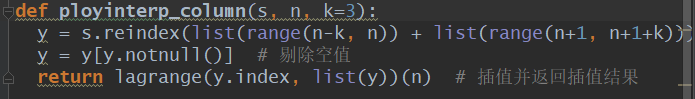 def ployinterp_column(s, n, k=3):
    y = s.reindex(list(range(n-k, n)) + list(range(n+1, n+1+k)))
    y = y[y.notnull()]  # 剔除空值
    return lagrange(y.index, list(y))(n)  # 插值并返回插值结果